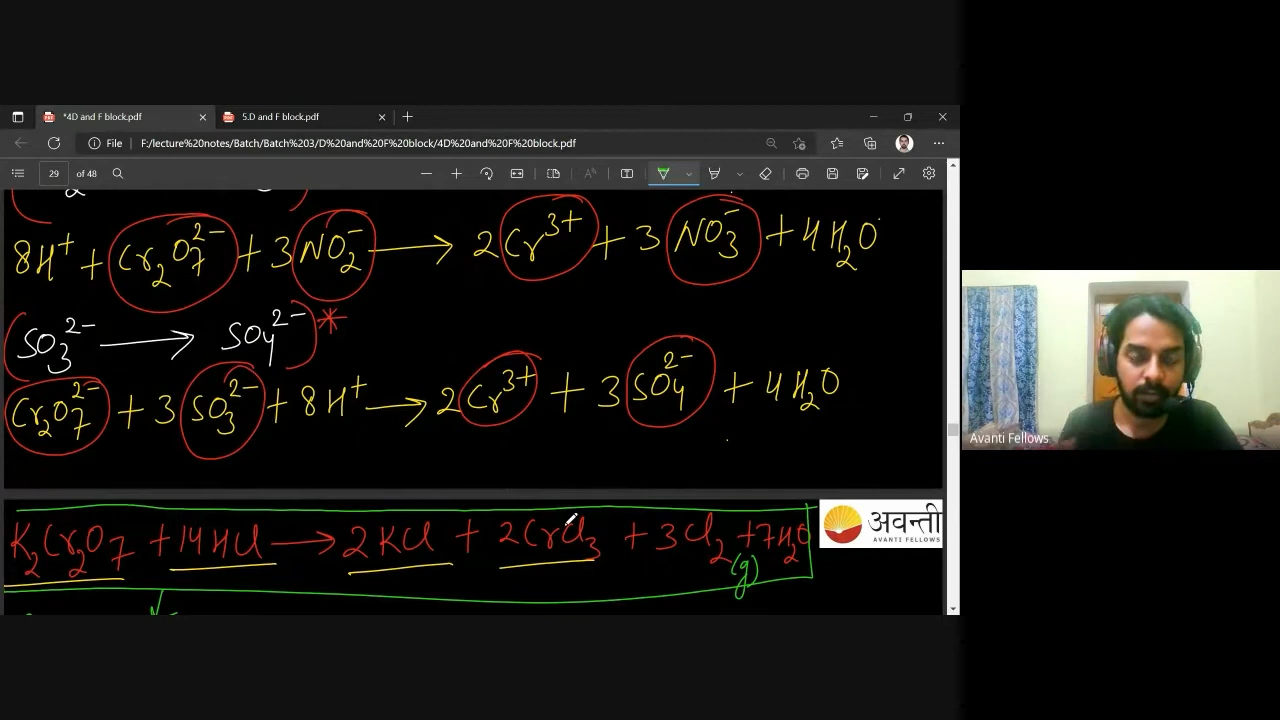 *4D and F block.pdf
5.D and F block.pdf
File
F:/lecture%20notes/Batch/Batch%203/D%20and%20F%20block/4D%20and%20F%20block.pdf
29 of 48
2
8H⁺ + Cr₂O₇²⁻ + 3NO₂⁻ ⟶ 2Cr³⁺ + 3NO₃⁻ + 4H₂O
(SO₃²⁻ ⟶ SO₄²⁻)*
Cr₂O₇²⁻ + 3SO₃²⁻ + 8H⁺ ⟶ 2Cr³⁺ + 3SO₄²⁻ + 4H₂O
K₂Cr₂O₇ + 14HCl ⟶ 2KCl + 2CrCl₃ + 3Cl₂ + 7H₂O
(g)
अवन्ती
AVANTI FELLOWS
Avanti Fellows